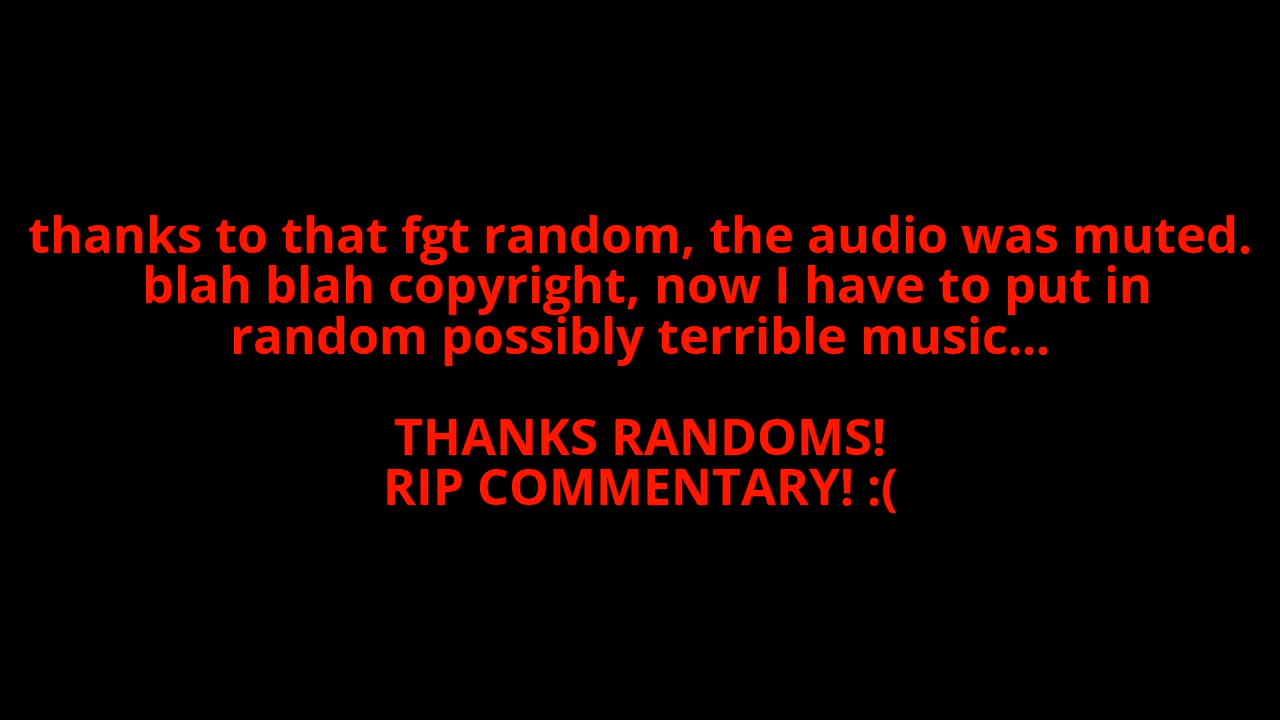 thanks to that fgt random, the audio was muted.
blah blah copyright, now I have to put in
random possibly terrible music...
THANKS RANDOMS!
RIP COMMENTARY! :(